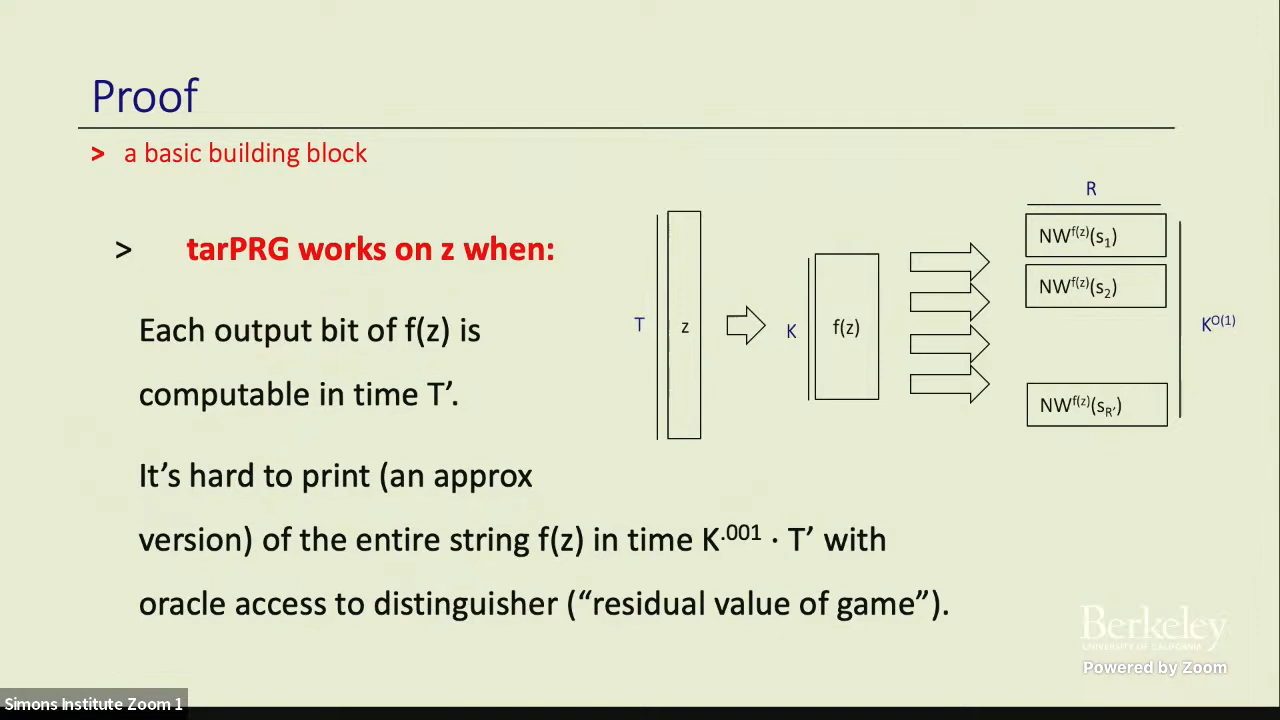 Proof
> a basic building block
> tarPRG works on z when:
Each output bit of f(z) is
computable in time T’.
It’s hard to print (an approx
version) of the entire string f(z) in time K^.001 · T’ with
oracle access to distinguisher (“residual value of game”).
T
z
K
f(z)
R
NW^f(z)(s₁)
NW^f(z)(s₂)
NW^f(z)(s_R’)
K^O(1)
Berkeley
UNIVERSITY OF CALIFORNIA
Powered by Zoom
Simons Institute Zoom 1